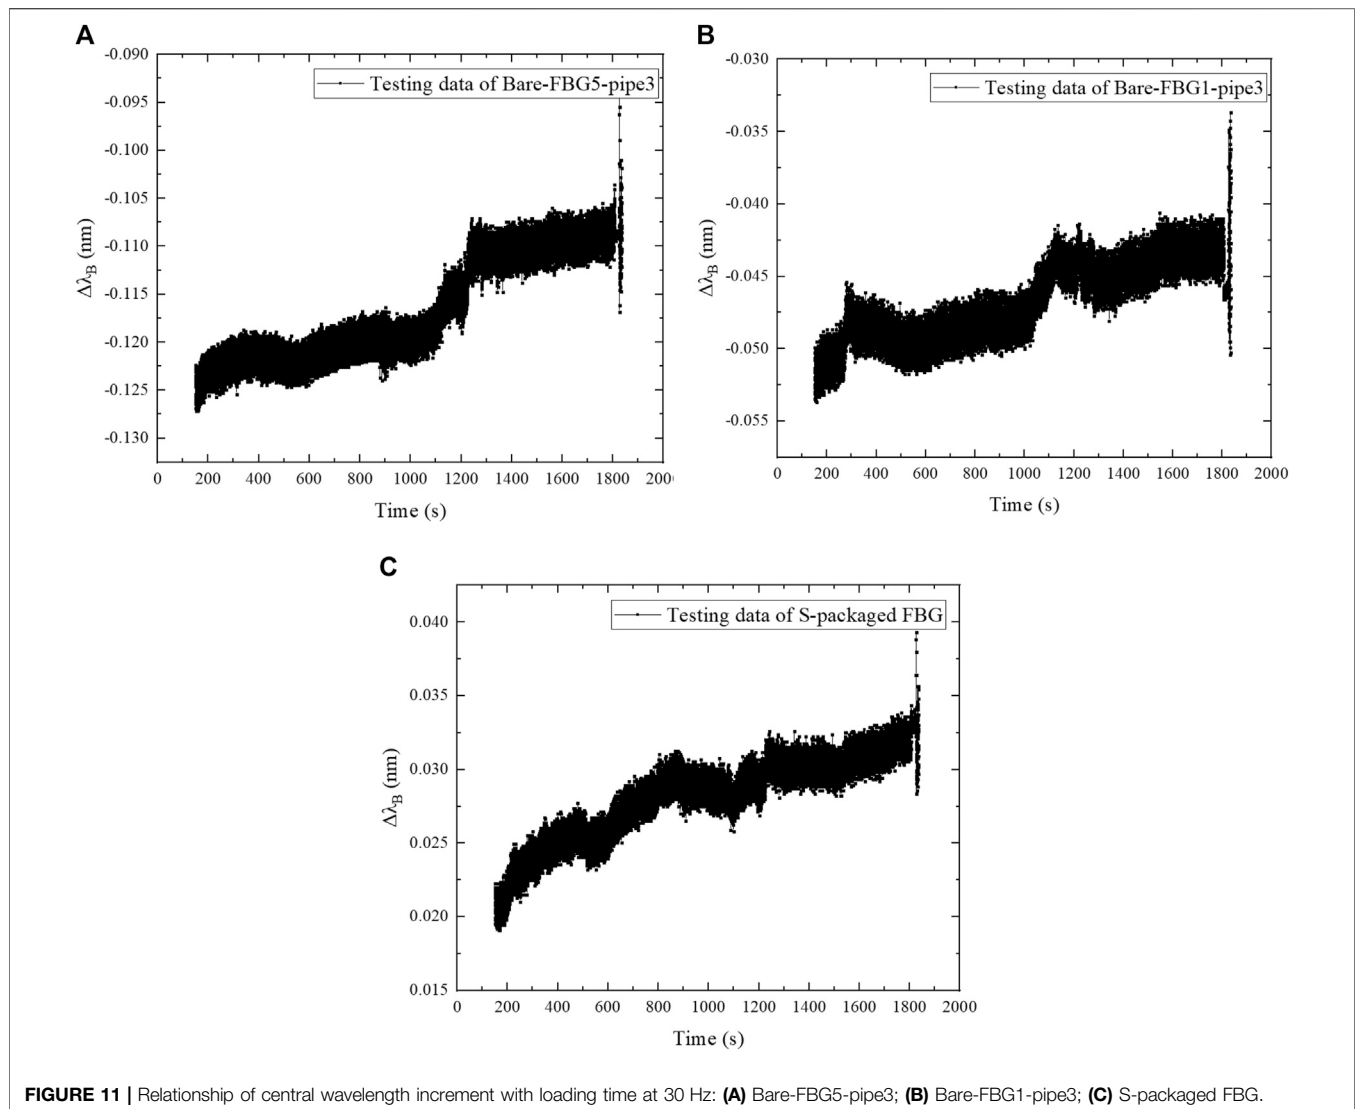 A
-0.090
-0.095
-0.100
-0.105
-0.110
-0.115
-0.120
-0.125
-0.130
ΔλB (nm)
Testing data of Bare-FBG5-pipe3
0 200 400 600 800 1000 1200 1400 1600 1800 200(
Time (s)
B
-0.030
-0.035
-0.040
-0.045
-0.050
-0.055
ΔλB (nm)
Testing data of Bare-FBG1-pipe3
0 200 400 600 800 1000 1200 1400 1600 1800 2000
Time (s)
C
0.040
0.035
0.030
0.025
0.020
0.015
ΔλB (nm)
Testing data of S-packaged FBG
0 200 400 600 800 1000 1200 1400 1600 1800 2000
Time (s)
FIGURE 11 | Relationship of central wavelength increment with loading time at 30 Hz: (A) Bare-FBG5-pipe3; (B) Bare-FBG1-pipe3; (C) S-packaged FBG.